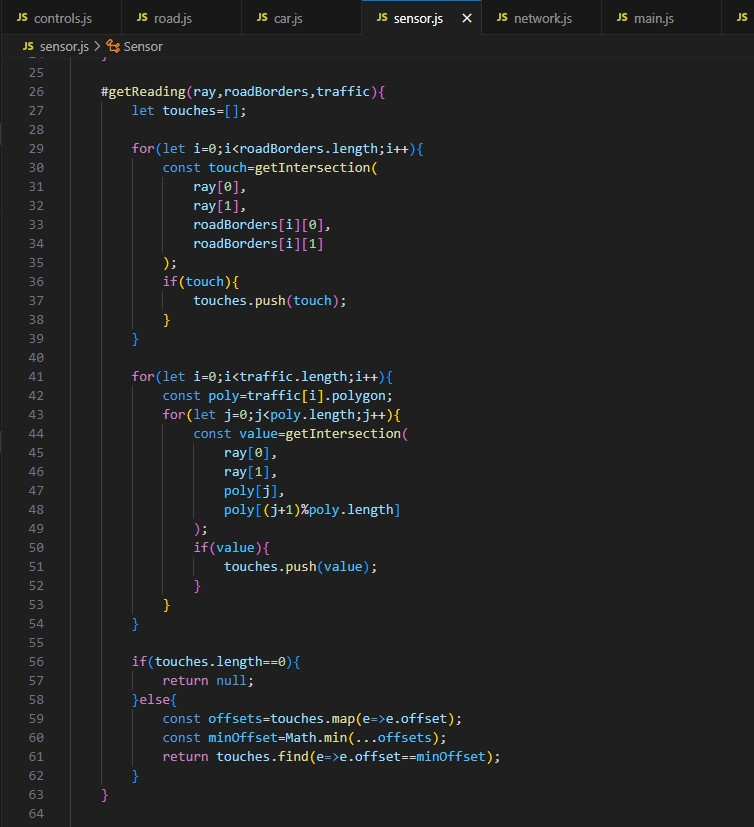 JS controls.js JS road.js JS car.js JS sensor.js × JS network.js JS main.js JS
JS sensor.js > Sensor
24 }
25
26 #getReading(ray,roadBorders,traffic){
27 let touches=[];
28
29 for(let i=0;i<roadBorders.length;i++){
30 const touch=getIntersection(
31 ray[0],
32 ray[1],
33 roadBorders[i][0],
34 roadBorders[i][1]
35 );
36 if(touch){
37 touches.push(touch);
38 }
39 }
40
41 for(let i=0;i<traffic.length;i++){
42 const poly=traffic[i].polygon;
43 for(let j=0;j<poly.length;j++){
44 const value=getIntersection(
45 ray[0],
46 ray[1],
47 poly[j],
48 poly[(j+1)%poly.length]
49 );
50 if(value){
51 touches.push(value);
52 }
53 }
54 }
55
56 if(touches.length==0){
57 return null;
58 }else{
59 const offsets=touches.map(e=>e.offset);
60 const minOffset=Math.min(...offsets);
61 return touches.find(e=>e.offset==minOffset);
62 }
63 }
64